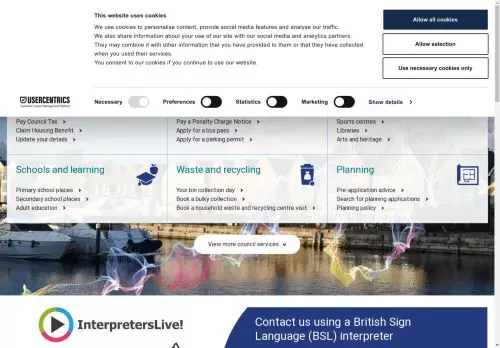 This website uses cookies
We use cookies to personalise content, provide social media features and analyse our traffic.
We also share information about your use of our site with our social media and analytics partners.
They may combine it with other information that you have provided to them or that they have collected
when you used their services.
You consent to our cookies if you continue to use our website.
Allow all cookies
Allow selection
Use necessary cookies only
USERCENTRICS
Necessary
Preferences
Statistics
Marketing
Show details
Pay Council Tax
Claim Housing Benefit
Update your details
Pay a Penalty Charge Notice
Apply for a bus pass
Apply for a parking permit
Sports centres
Libraries
Arts and heritage
Schools and learning
Primary school places
Secondary school places
Adult education
Waste and recycling
Your bin collection day
Book a bulky collection
Book a household waste and recycling centre visit
Planning
Pre-application advice
Search for planning applications
Planning policy
View more council services
InterpretersLive!
Contact us using a British Sign
Language (BSL) interpreter